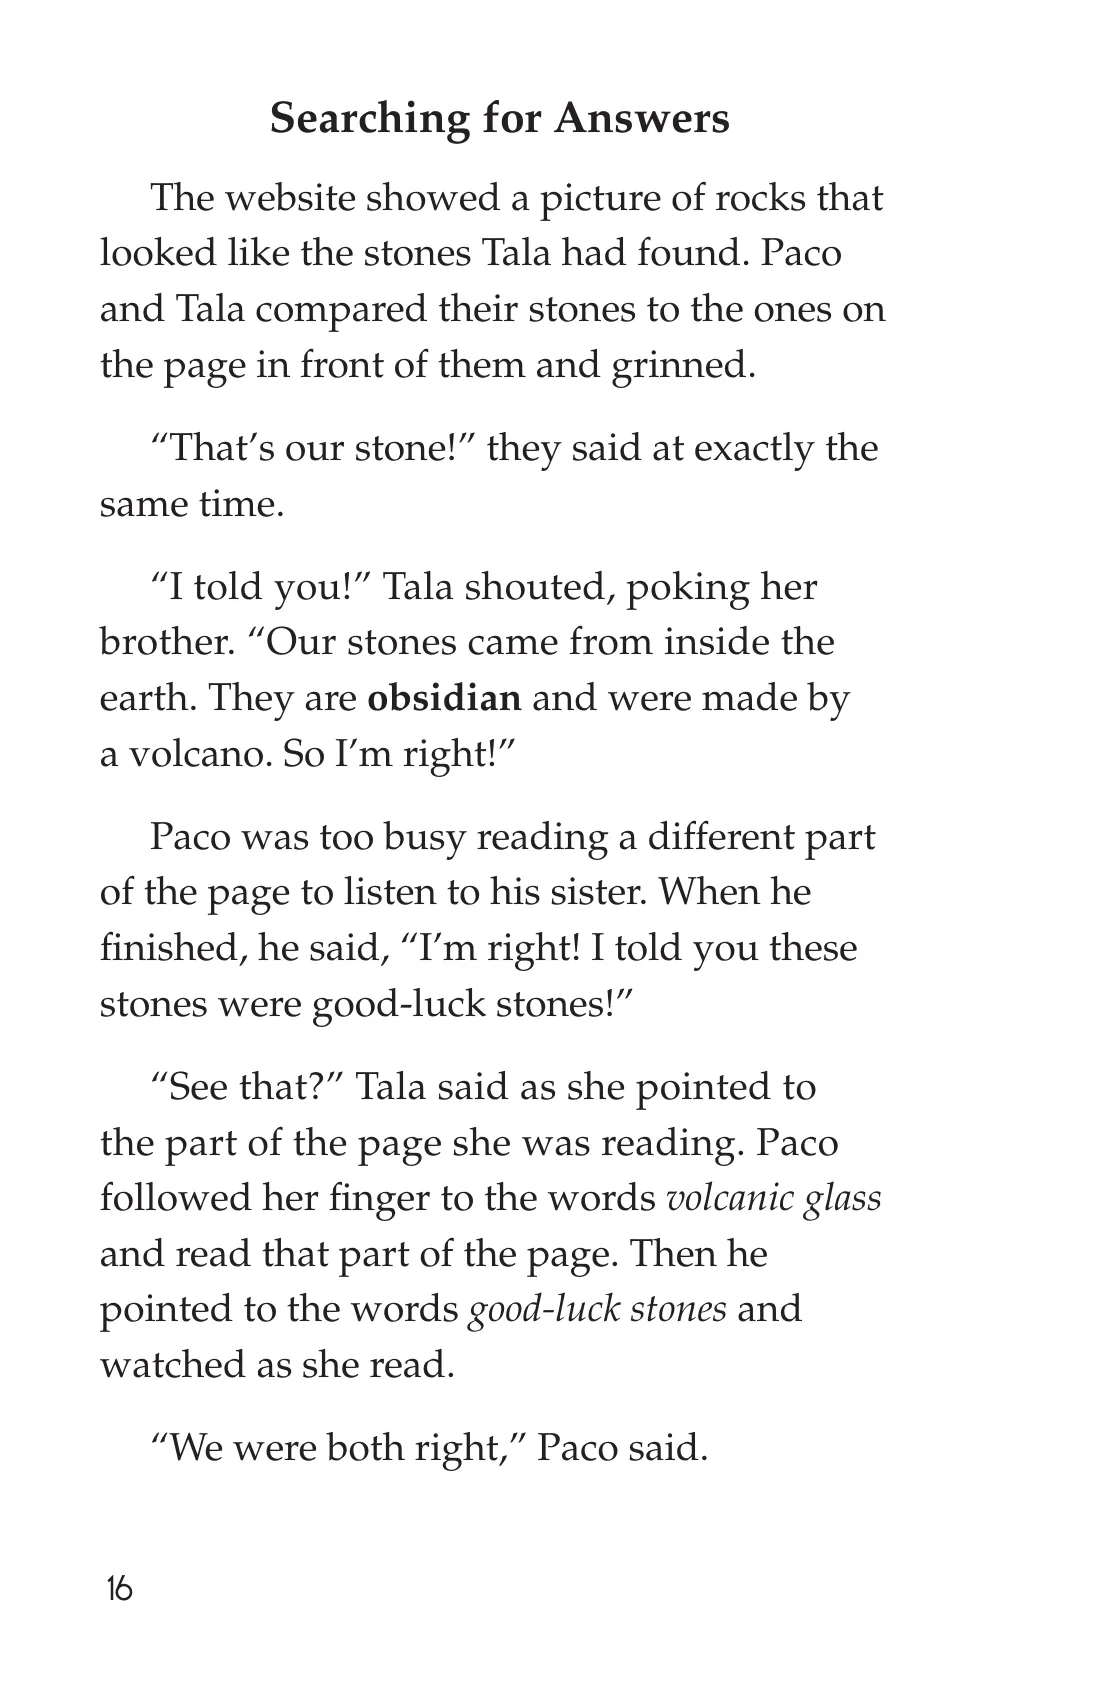 Searching for Answers
The website showed a picture of rocks that
looked like the stones Tala had found. Paco
and Tala compared their stones to the ones on
the page in front of them and grinned.
“That’s our stone!” they said at exactly the
same time.
“I told you!” Tala shouted, poking her
brother. “Our stones came from inside the
earth. They are obsidian and were made by
a volcano. So I’m right!”
Paco was too busy reading a different part
of the page to listen to his sister. When he
finished, he said, “I’m right! I told you these
stones were good-luck stones!”
“See that?” Tala said as she pointed to
the part of the page she was reading. Paco
followed her finger to the words volcanic glass
and read that part of the page. Then he
pointed to the words good-luck stones and
watched as she read.
“We were both right,” Paco said.
16